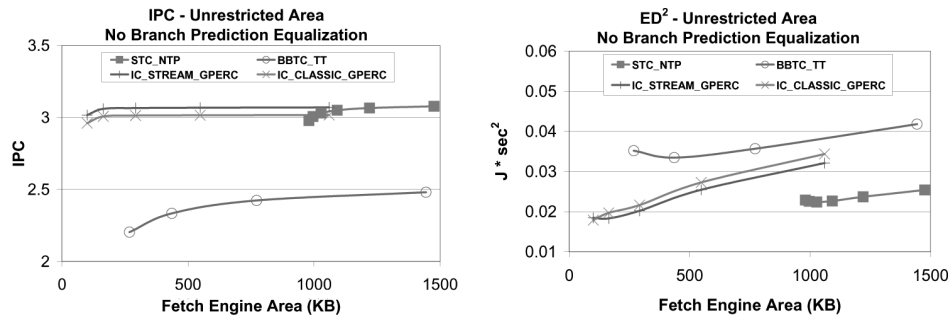 IPC - Unrestricted Area
No Branch Prediction Equalization
STC_NTP
BBTC_TT
IC_STREAM_GPERC
IC_CLASSIC_GPERC
3.5
3
2.5
2
IPC
0
500
1000
1500
Fetch Engine Area (KB)
ED² - Unrestricted Area
No Branch Prediction Equalization
STC_NTP
BBTC_TT
IC_STREAM_GPERC
IC_CLASSIC_GPERC
0.06
0.05
0.04
0.03
0.02
0.01
J * sec²
0
500
1000
1500
Fetch Engine Area (KB)